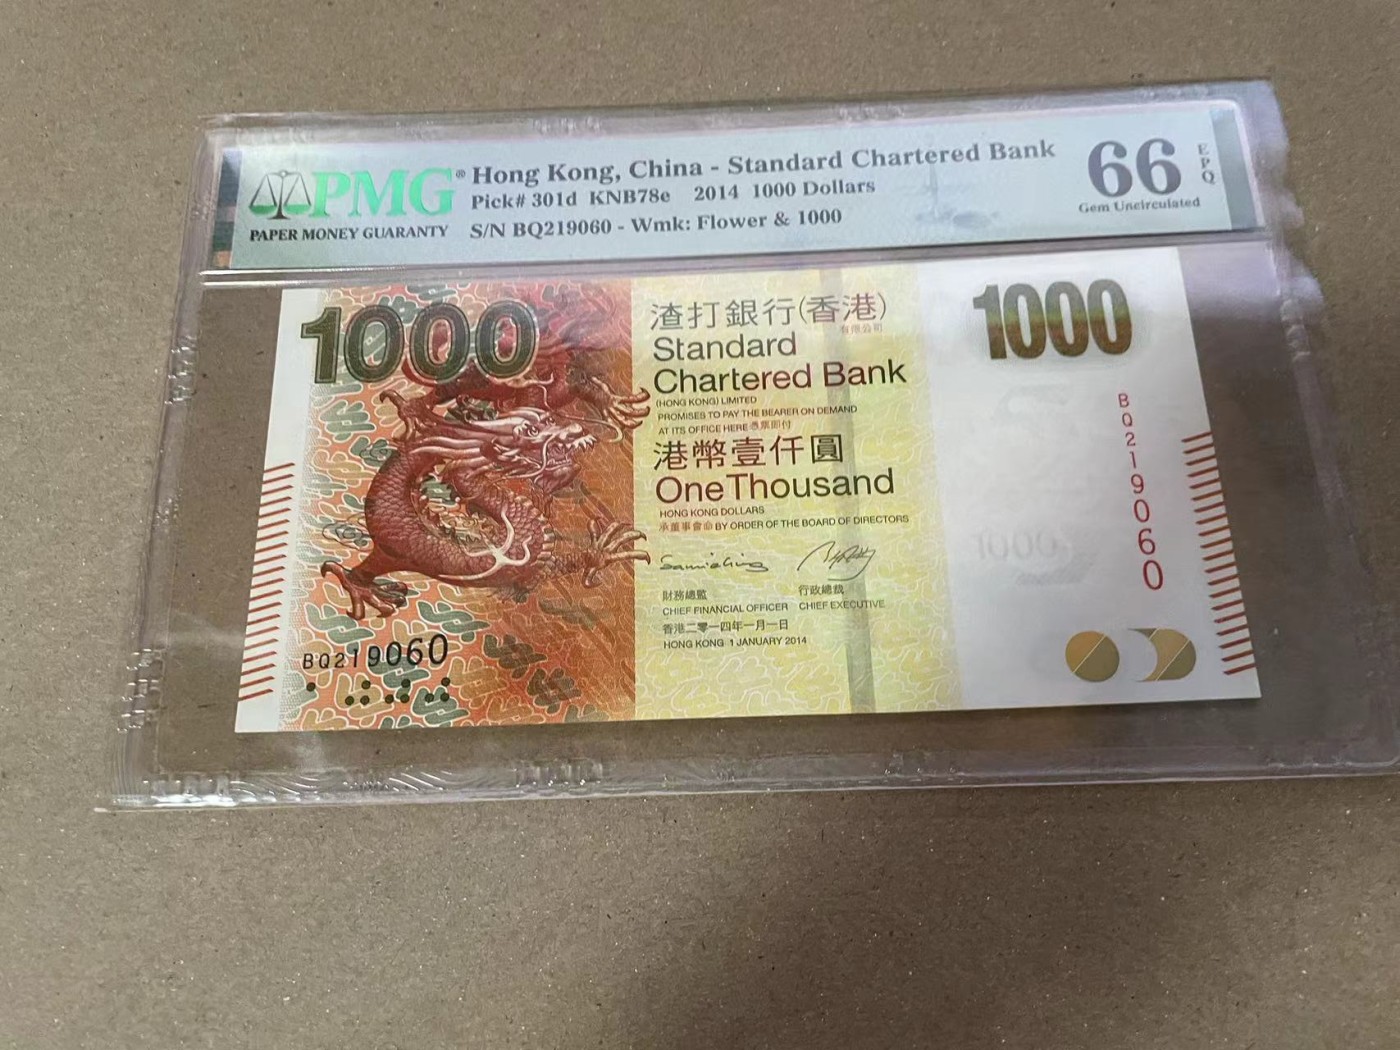 PMG®
PAPER MONEY GUARANTY
Hong Kong, China - Standard Chartered Bank
Pick# 301d KNB78e 2014 1000 Dollars
S/N BQ219060 - Wmk: Flower & 1000
66
EPQ
Gem Uncirculated
1000
渣打銀行(香港)
有限公司
Standard
Chartered Bank
(HONG KONG) LIMITED
PROMISES TO PAY THE BEARER ON DEMAND
AT ITS OFFICE HERE 憑票即付
港幣壹仟圓
One Thousand
HONG KONG DOLLARS
承董事會命 BY ORDER OF THE BOARD OF DIRECTORS
財務總監 行政總裁
CHIEF FINANCIAL OFFICER CHIEF EXECUTIVE
香港二零一四年一月一日
HONG KONG 1 JANUARY 2014
BQ219060
1000
BQ219060
1000